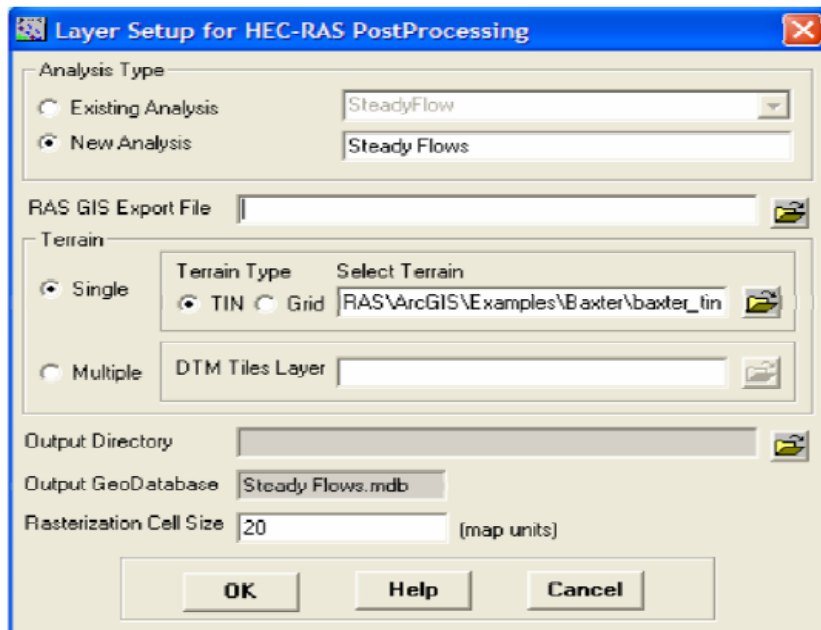 Layer Setup for HEC-RAS PostProcessing
Analysis Type
Existing Analysis SteadyFlow
New Analysis Steady Flows
RAS GIS Export File
Terrain
Single
Terrain Type Select Terrain
TIN Grid RAS\ArcGIS\Examples\Baxter\baxter_tin
Multiple DTM Tiles Layer
Output Directory
Output GeoDatabase Steady Flows.mdb
Rasterization Cell Size 20 (map units)
OK Help Cancel